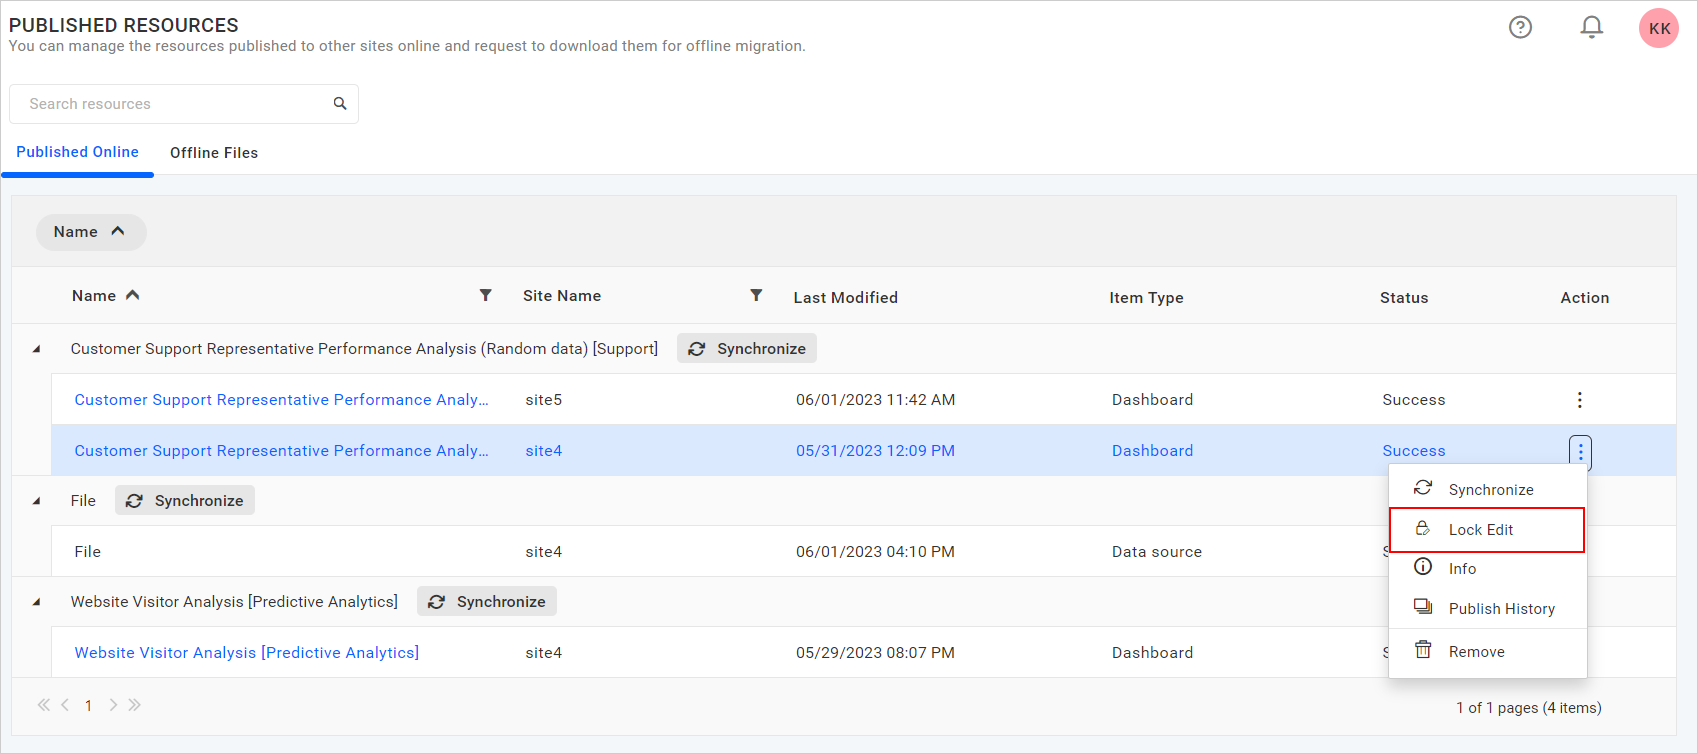 PUBLISHED RESOURCES
You can manage the resources published to other sites online and request to download them for offline migration.
KK
Search resources
Published Online Offline Files
Name
Name Site Name Last Modified Item Type Status Action
Customer Support Representative Performance Analysis (Random data) [Support] Synchronize
Customer Support Representative Performance Analy... site5 06/01/2023 11:42 AM Dashboard Success
Customer Support Representative Performance Analy... site4 05/31/2023 12:09 PM Dashboard Success
Synchronize
File Synchronize
Lock Edit
File site4 06/01/2023 04:10 PM Data source
Info
Website Visitor Analysis [Predictive Analytics] Synchronize
Publish History
Website Visitor Analysis [Predictive Analytics] site4 05/29/2023 08:07 PM Dashboard
Remove
1
1 of 1 pages (4 items)